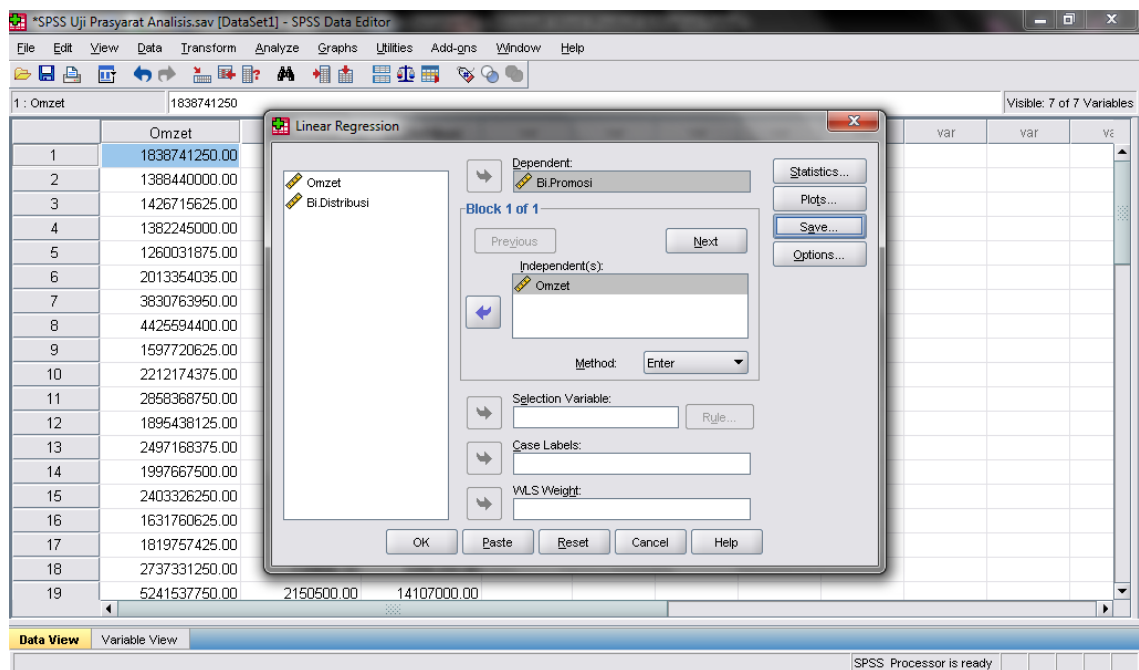 *SPSS Uji Prasyarat Analisis.sav [DataSet1] - SPSS Data Editor
File Edit View Data Transform Analyze Graphs Utilities Add-ons Window Help
1 : Omzet 1838741250 Visible: 7 of 7 Variables
Omzet var var va
1 1838741250.00
2 1388440000.00
3 1426715625.00
4 1382245000.00
5 1260031875.00
6 2013354035.00
7 3830763950.00
8 4425594400.00
9 1597720625.00
10 2212174375.00
11 2858368750.00
12 1895438125.00
13 2497168375.00
14 1997667500.00
15 2403326250.00
16 1631760625.00
17 1819757425.00
18 2737331250.00
19 5241537750.00 2150500.00 14107000.00
Linear Regression
Omzet
Bi.Distribusi
Dependent:
Bi.Promosi
Block 1 of 1
Previous Next
Independent(s):
Omzet
Method: Enter
Selection Variable:
Rule...
Case Labels:
WLS Weight:
Statistics...
Plots...
Save...
Options...
OK Paste Reset Cancel Help
Data View Variable View
SPSS Processor is ready